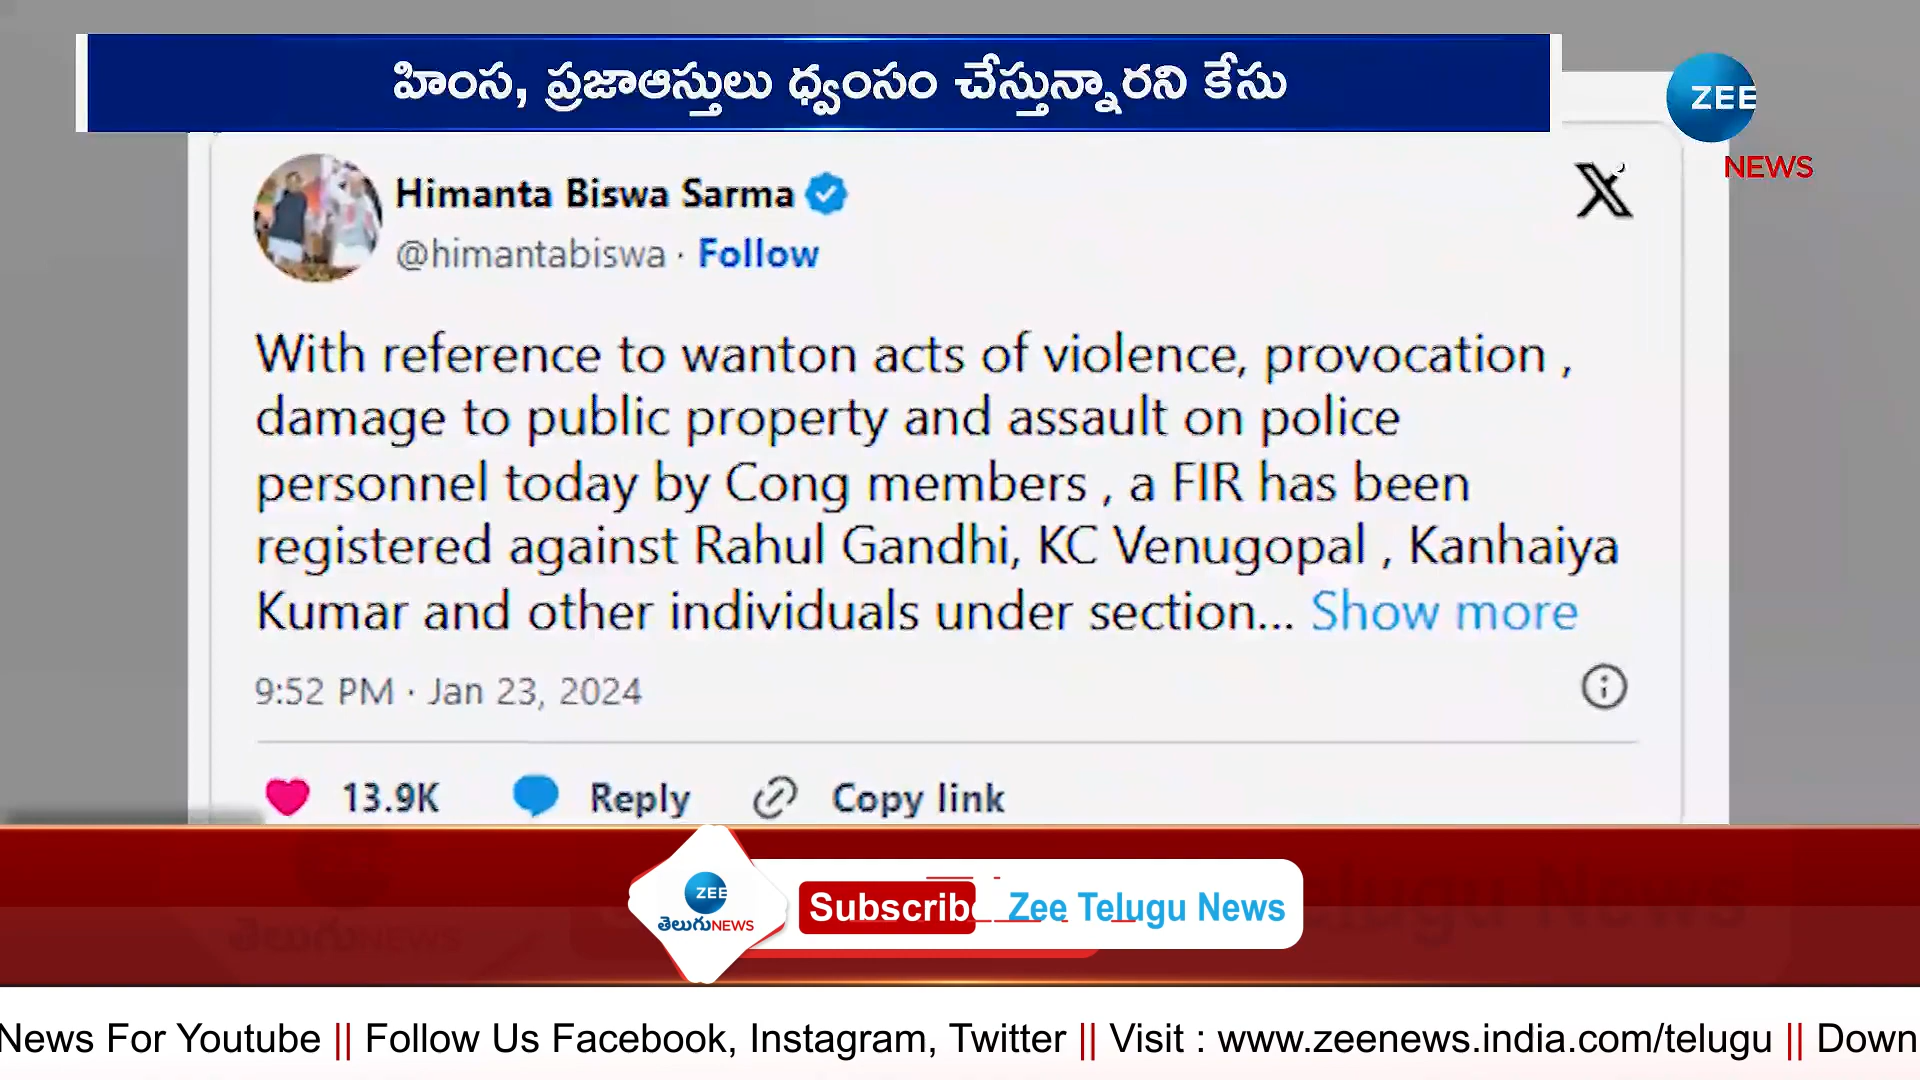 హింస, ప్రజాఆస్తులు ధ్వంసం చేస్తున్నారని కేసు
ZEE
NEWS
Himanta Biswa Sarma
@himantabiswa · Follow
With reference to wanton acts of violence, provocation ,
damage to public property and assault on police
personnel today by Cong members , a FIR has been
registered against Rahul Gandhi, KC Venugopal , Kanhaiya
Kumar and other individuals under section... Show more
9:52 PM · Jan 23, 2024
13.9K Reply Copy link
ZEE
తెలుగు NEWS
Subscrib Zee Telugu News
News For Youtube || Follow Us Facebook, Instagram, Twitter || Visit : www.zeenews.india.com/telugu || Down